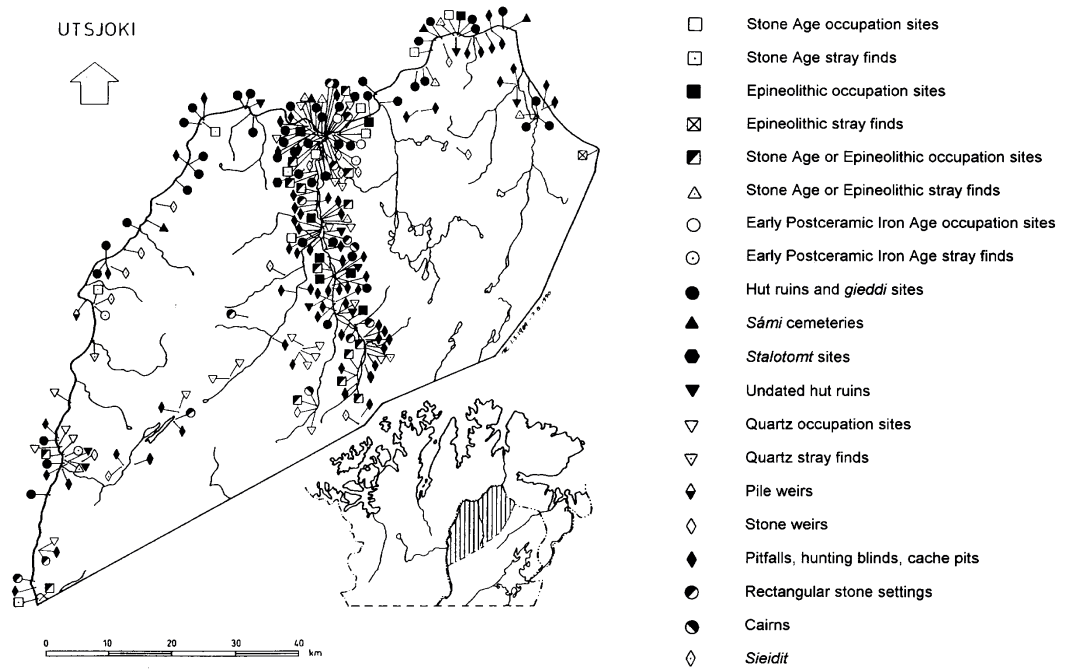 UTSJOKI
Stone Age occupation sites
Stone Age stray finds
Epineolithic occupation sites
Epineolithic stray finds
Stone Age or Epineolithic occupation sites
Stone Age or Epineolithic stray finds
Early Postceramic Iron Age occupation sites
Early Postceramic Iron Age stray finds
Hut ruins and gieddi sites
Sámi cemeteries
Stalotomt sites
Undated hut ruins
Quartz occupation sites
Quartz stray finds
Pile weirs
Stone weirs
Pitfalls, hunting blinds, cache pits
Rectangular stone settings
Cairns
Sieidit
0 10 20 30 40
km